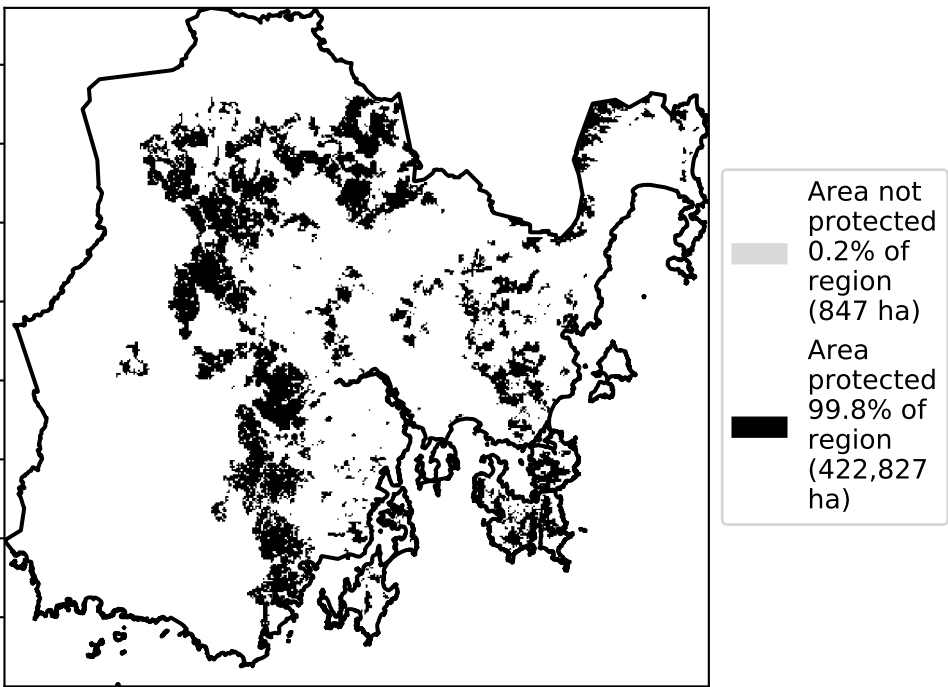 Area not
protected
0.2% of
region
(847 ha)
Area
protected
99.8% of
region
(422,827
ha)